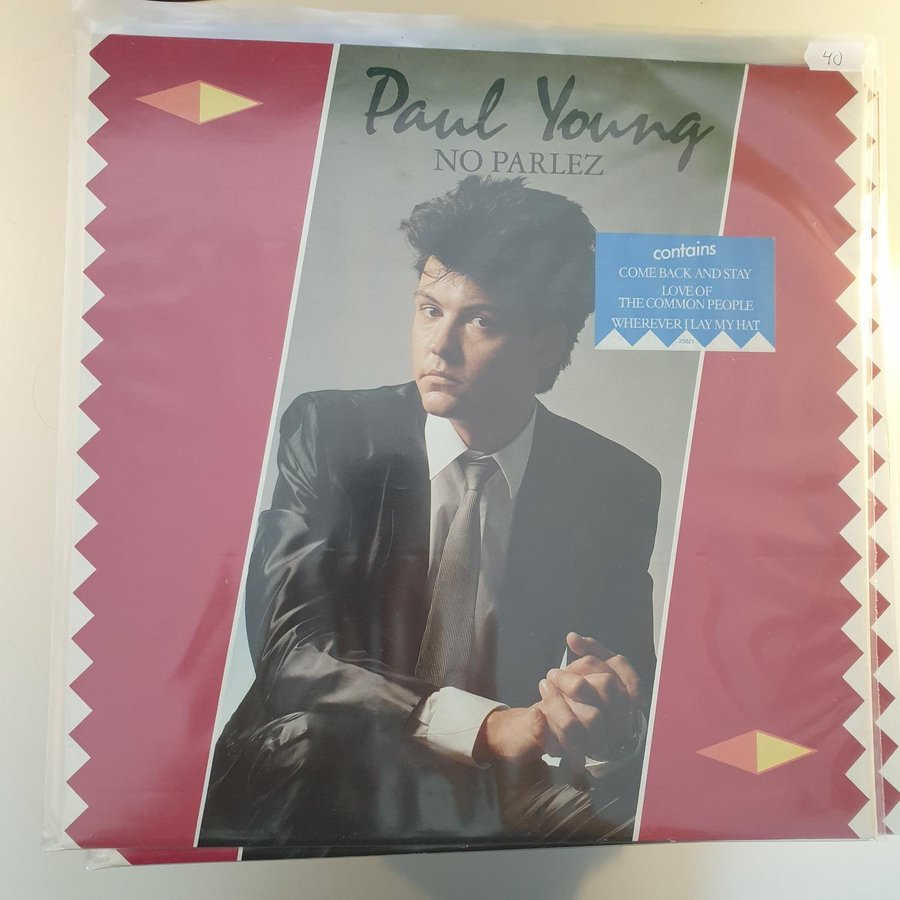 40
Paul Young
NO PARLEZ
contains
COME BACK AND STAY
LOVE OF
THE COMMON PEOPLE
WHEREVER I LAY MY HAT
25521